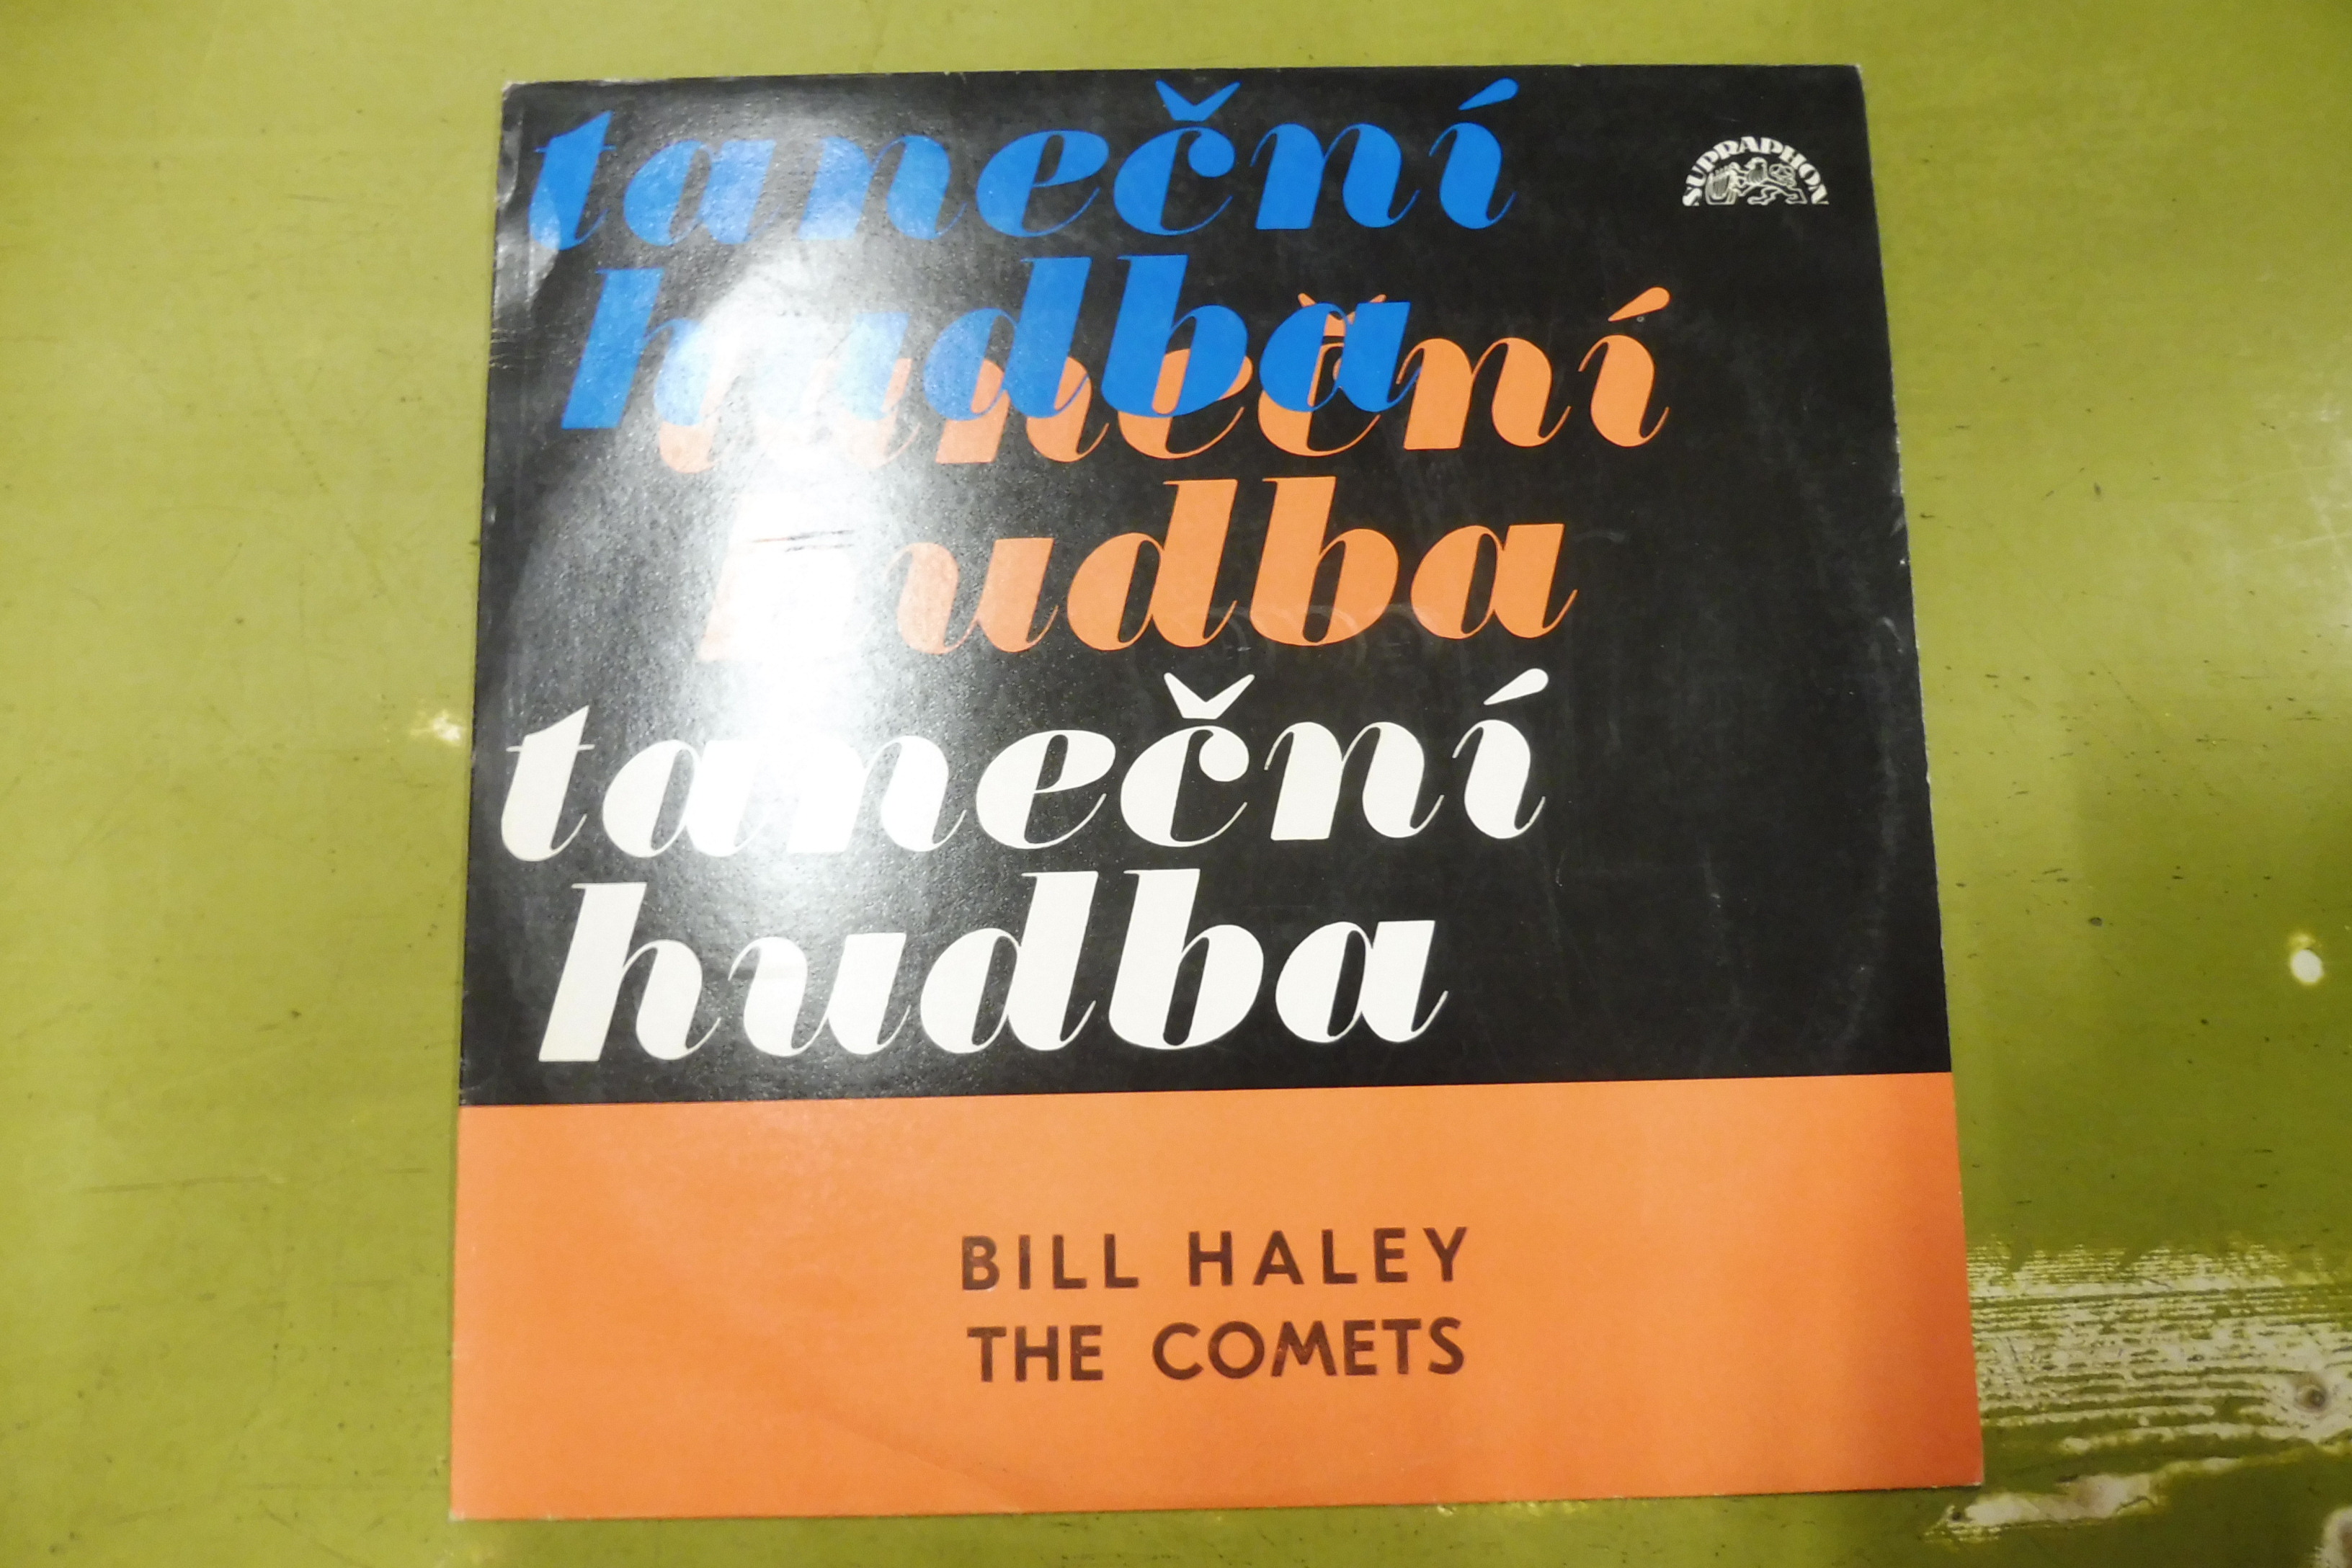 taneční
SUPRAPHON
hudba
taneční
hudba
taneční
hudba
BILL HALEY
THE COMETS